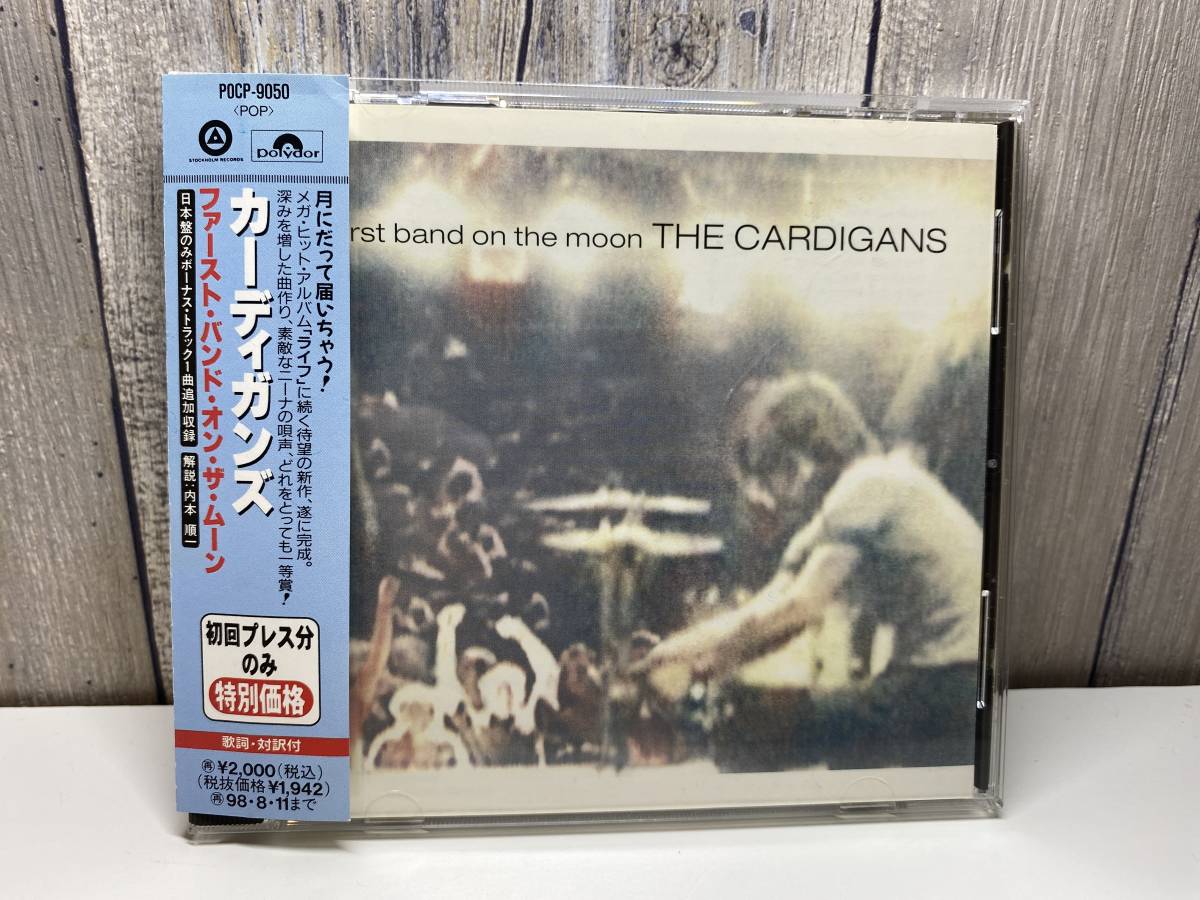 POCP-9050
〈POP〉
STOCKHOLM RECORDS
polydor
月にだって届いちゃう!
メガ・ヒット・アルバム「ライフ」に続く待望の新作、遂に完成。
深みを増した曲作り、素敵なニーナの唄声、どれをとっても一等賞!
カーディガンズ
ファースト・バンド・オン・ザ・ムーン
日本盤のみボーナス・トラック1曲追加収録
解説:内本 順一
初回プレス分
のみ
特別価格
歌詞・対訳付
再 ¥2,000(税込)
(税抜価格¥1,942)
再 98・8・11まで
rst band on the moon THE CARDIGANS